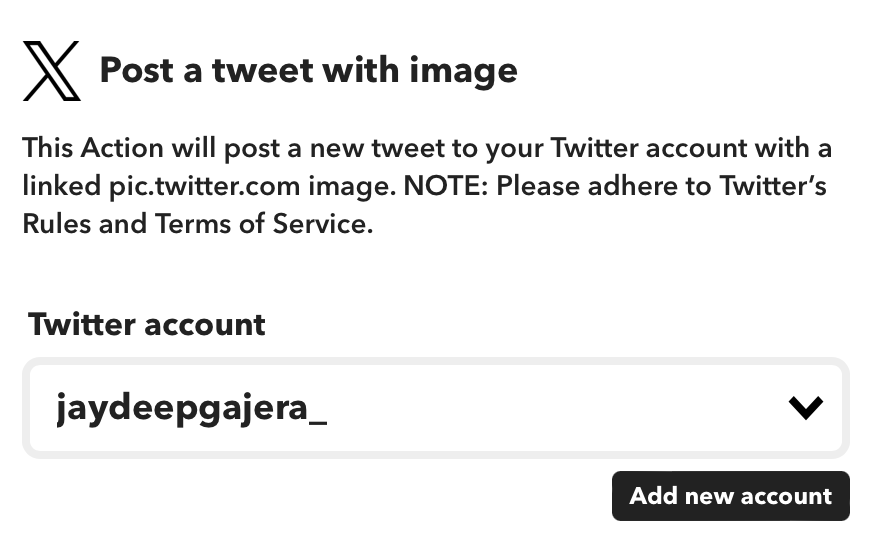 Post a tweet with image
This Action will post a new tweet to your Twitter account with a
linked pic.twitter.com image. NOTE: Please adhere to Twitter’s
Rules and Terms of Service.
Twitter account
jaydeepgajera_
Add new account